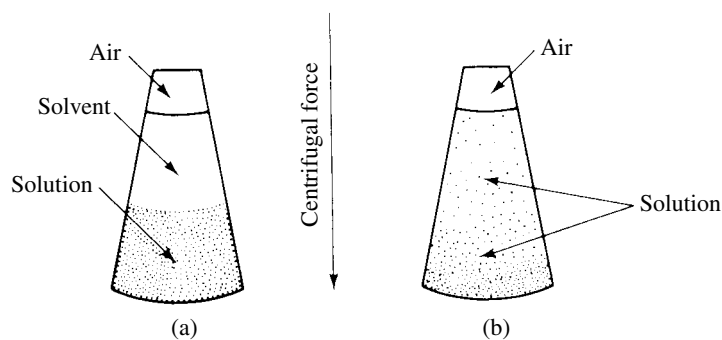 Air
Solvent
Solution
(a)
Centrifugal force
Air
Solution
(b)